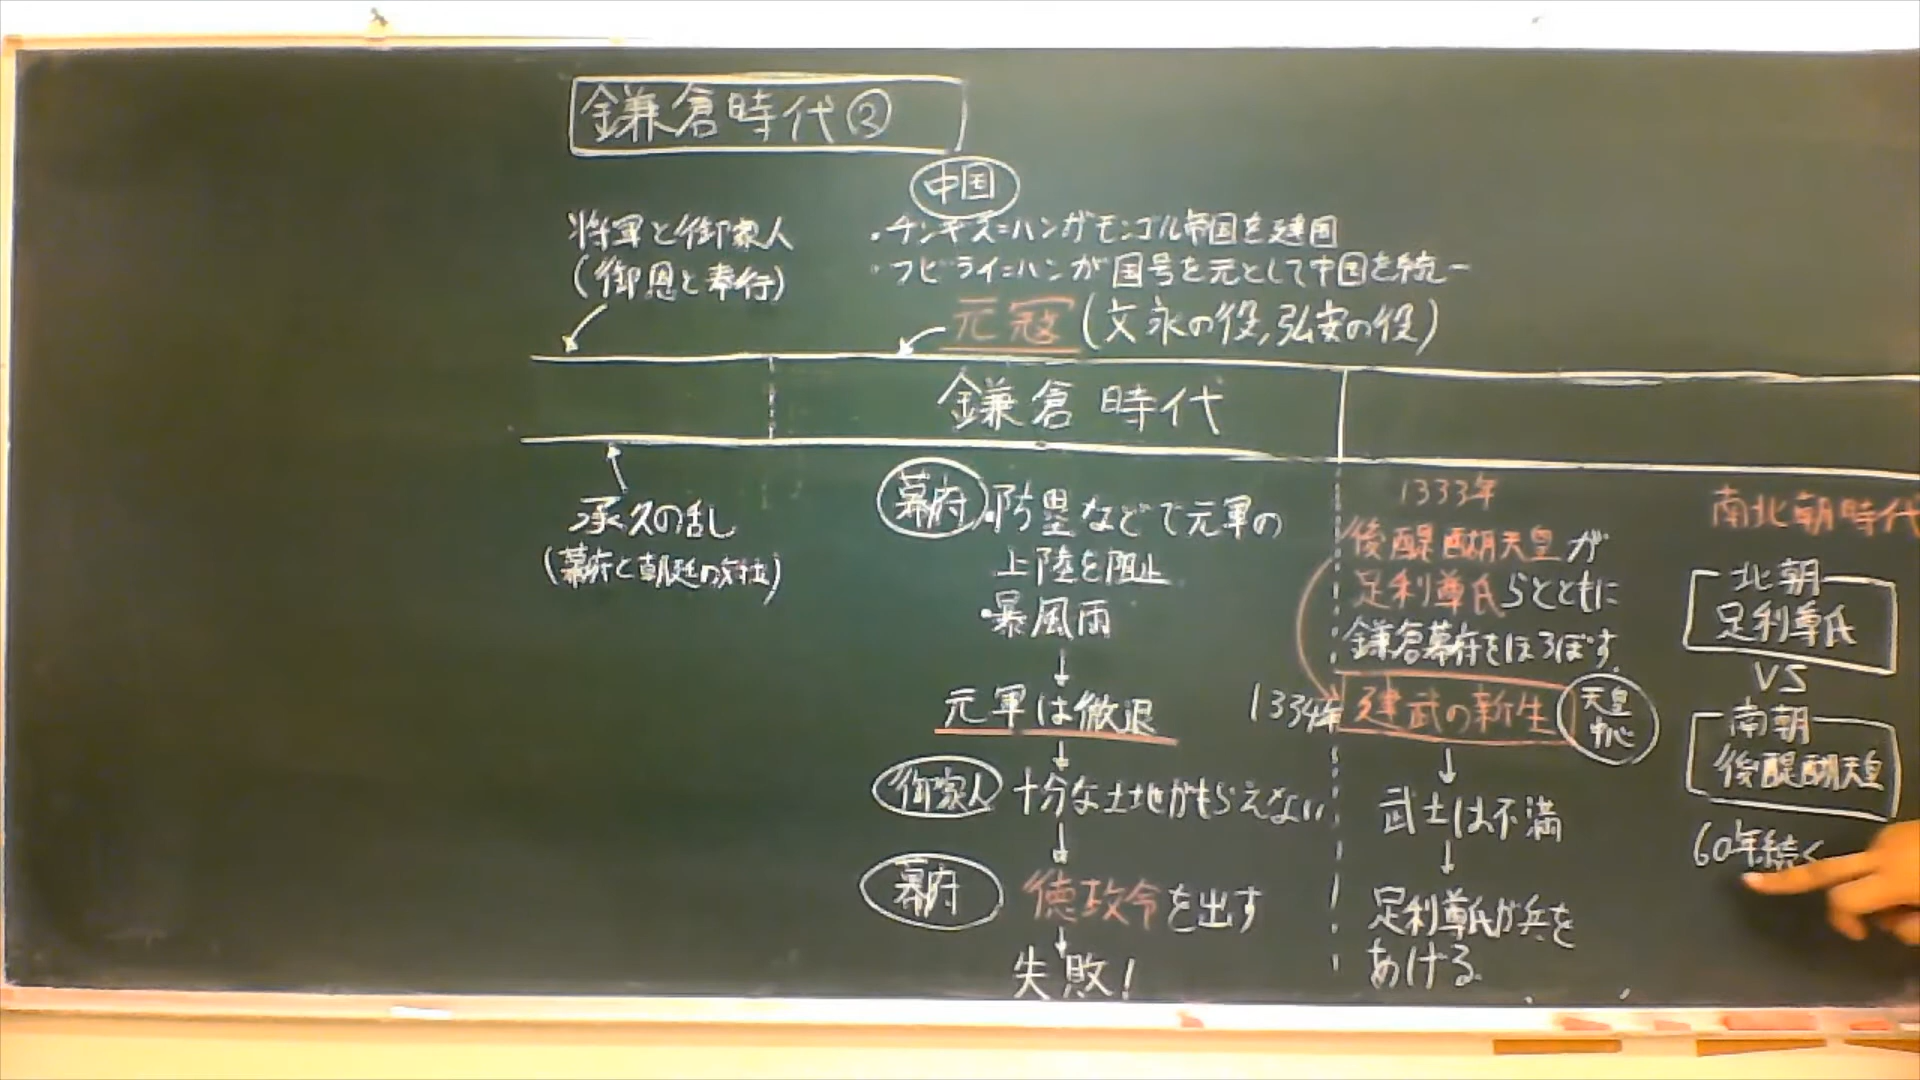 鎌倉時代②
中国
将軍と御家人
(御恩と奉行)
・チンギス=ハンがモンゴル帝国を建国
・フビライ=ハンが国号を元として中国を統一
元冠(文永の役,弘安の役)
鎌倉時代
承久の乱
(幕府と朝廷の対立)
幕府
・防塁などで元軍の
上陸を阻止
・暴風雨
↓
元軍は撤退
↓
御家人 十分な土地がもらえない
↓
幕府 徳政令を出す
↓
失敗!
1333年
後醍醐天皇が
足利尊氏らとともに
鎌倉幕府をほろぼす.
1334年 建武の新生 天皇中心
↓
武士は不満
↓
足利尊氏が兵を
あげる.
南北朝時代
北朝
足利尊氏
VS
南朝
後醍醐天皇
60年続く